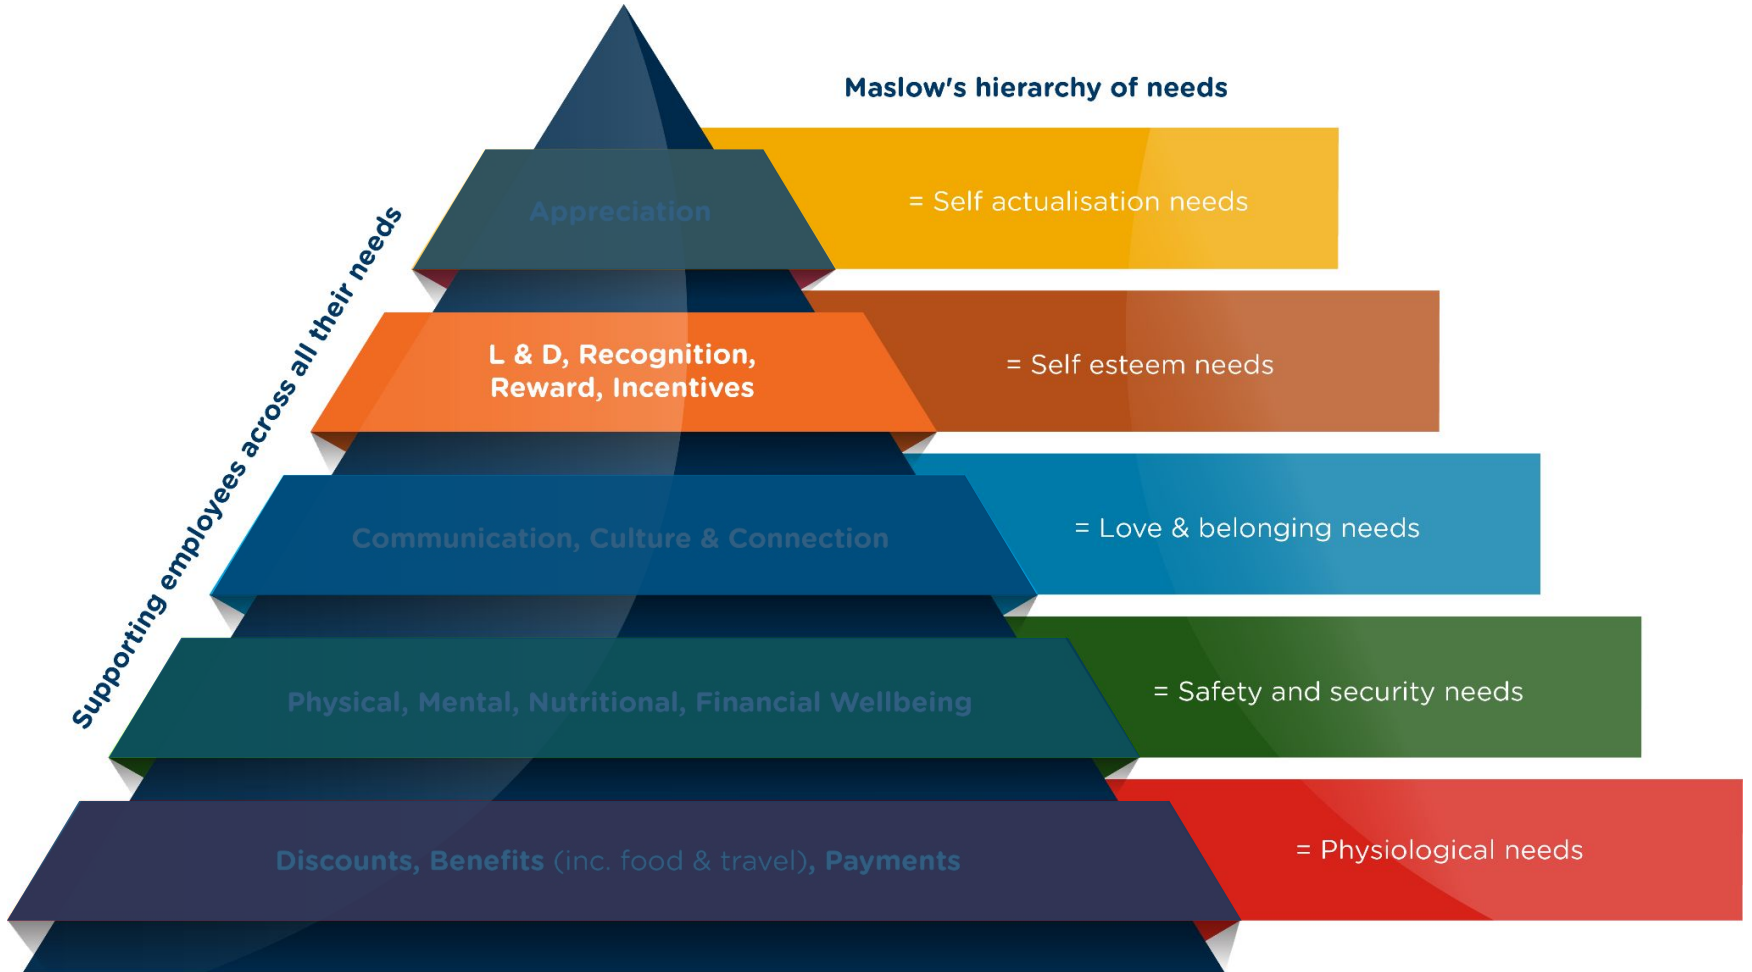 Maslow's hierarchy of needs
Supporting employees across all their needs
Appreciation
= Self actualisation needs
L & D, Recognition,
Reward, Incentives
= Self esteem needs
Communication, Culture & Connection
= Love & belonging needs
Physical, Mental, Nutritional, Financial Wellbeing
= Safety and security needs
Discounts, Benefits (inc. food & travel), Payments
= Physiological needs